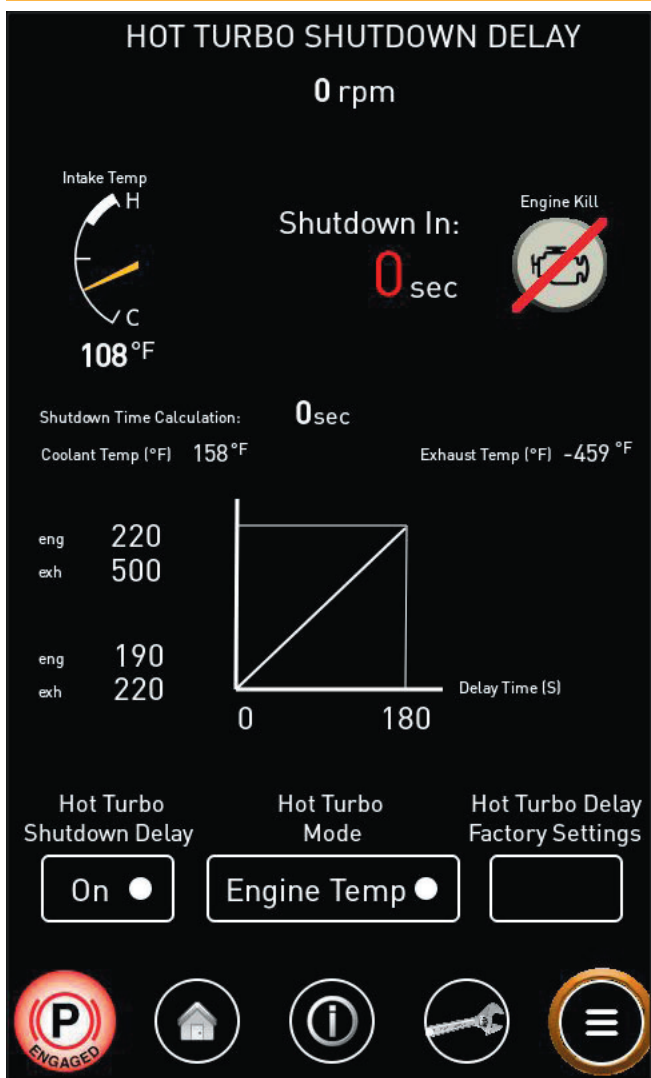 HOT TURBO SHUTDOWN DELAY
0 rpm
Intake Temp
H
C
108°F
Shutdown In:
0 sec
Engine Kill
Shutdown Time Calculation: 0sec
Coolant Temp (°F) 158°F
Exhaust Temp (°F) -459 °F
eng 220
exh 500
eng 190
exh 220
Delay Time (S)
0 180
Hot Turbo
Shutdown Delay
On
Hot Turbo
Mode
Engine Temp
Hot Turbo Delay
Factory Settings
P
ENGAGED
i